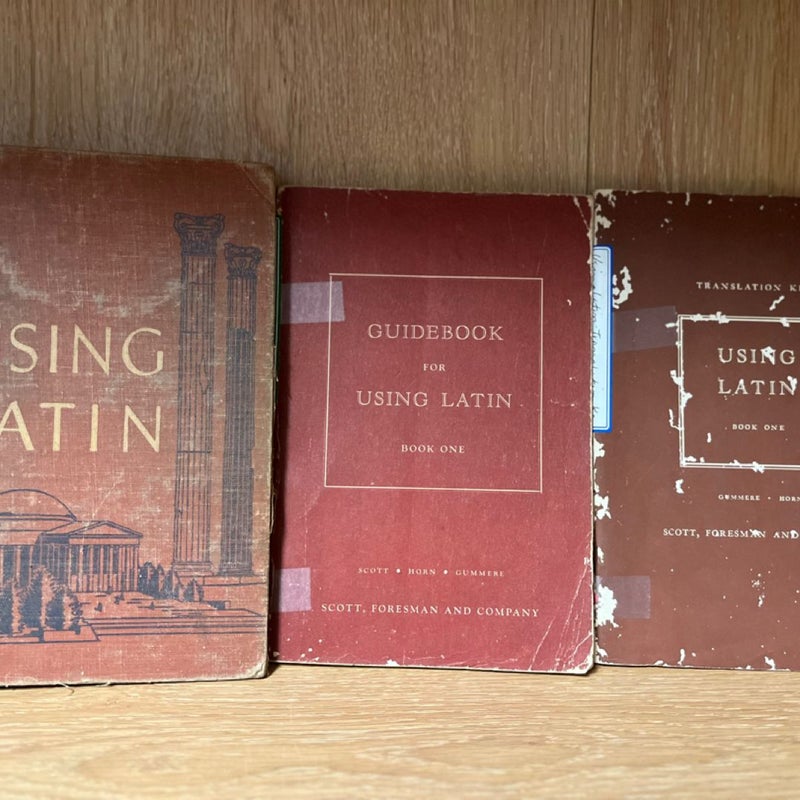 SING
ATIN
GUIDEBOOK
FOR
USING LATIN
BOOK ONE
SCOTT • HORN • GUMMERE
SCOTT, FORESMAN AND COMPANY
TRANSLATION K
USING
LATIN
BOOK ONE
GUMMERE • HORN
SCOTT, FORESMAN AND